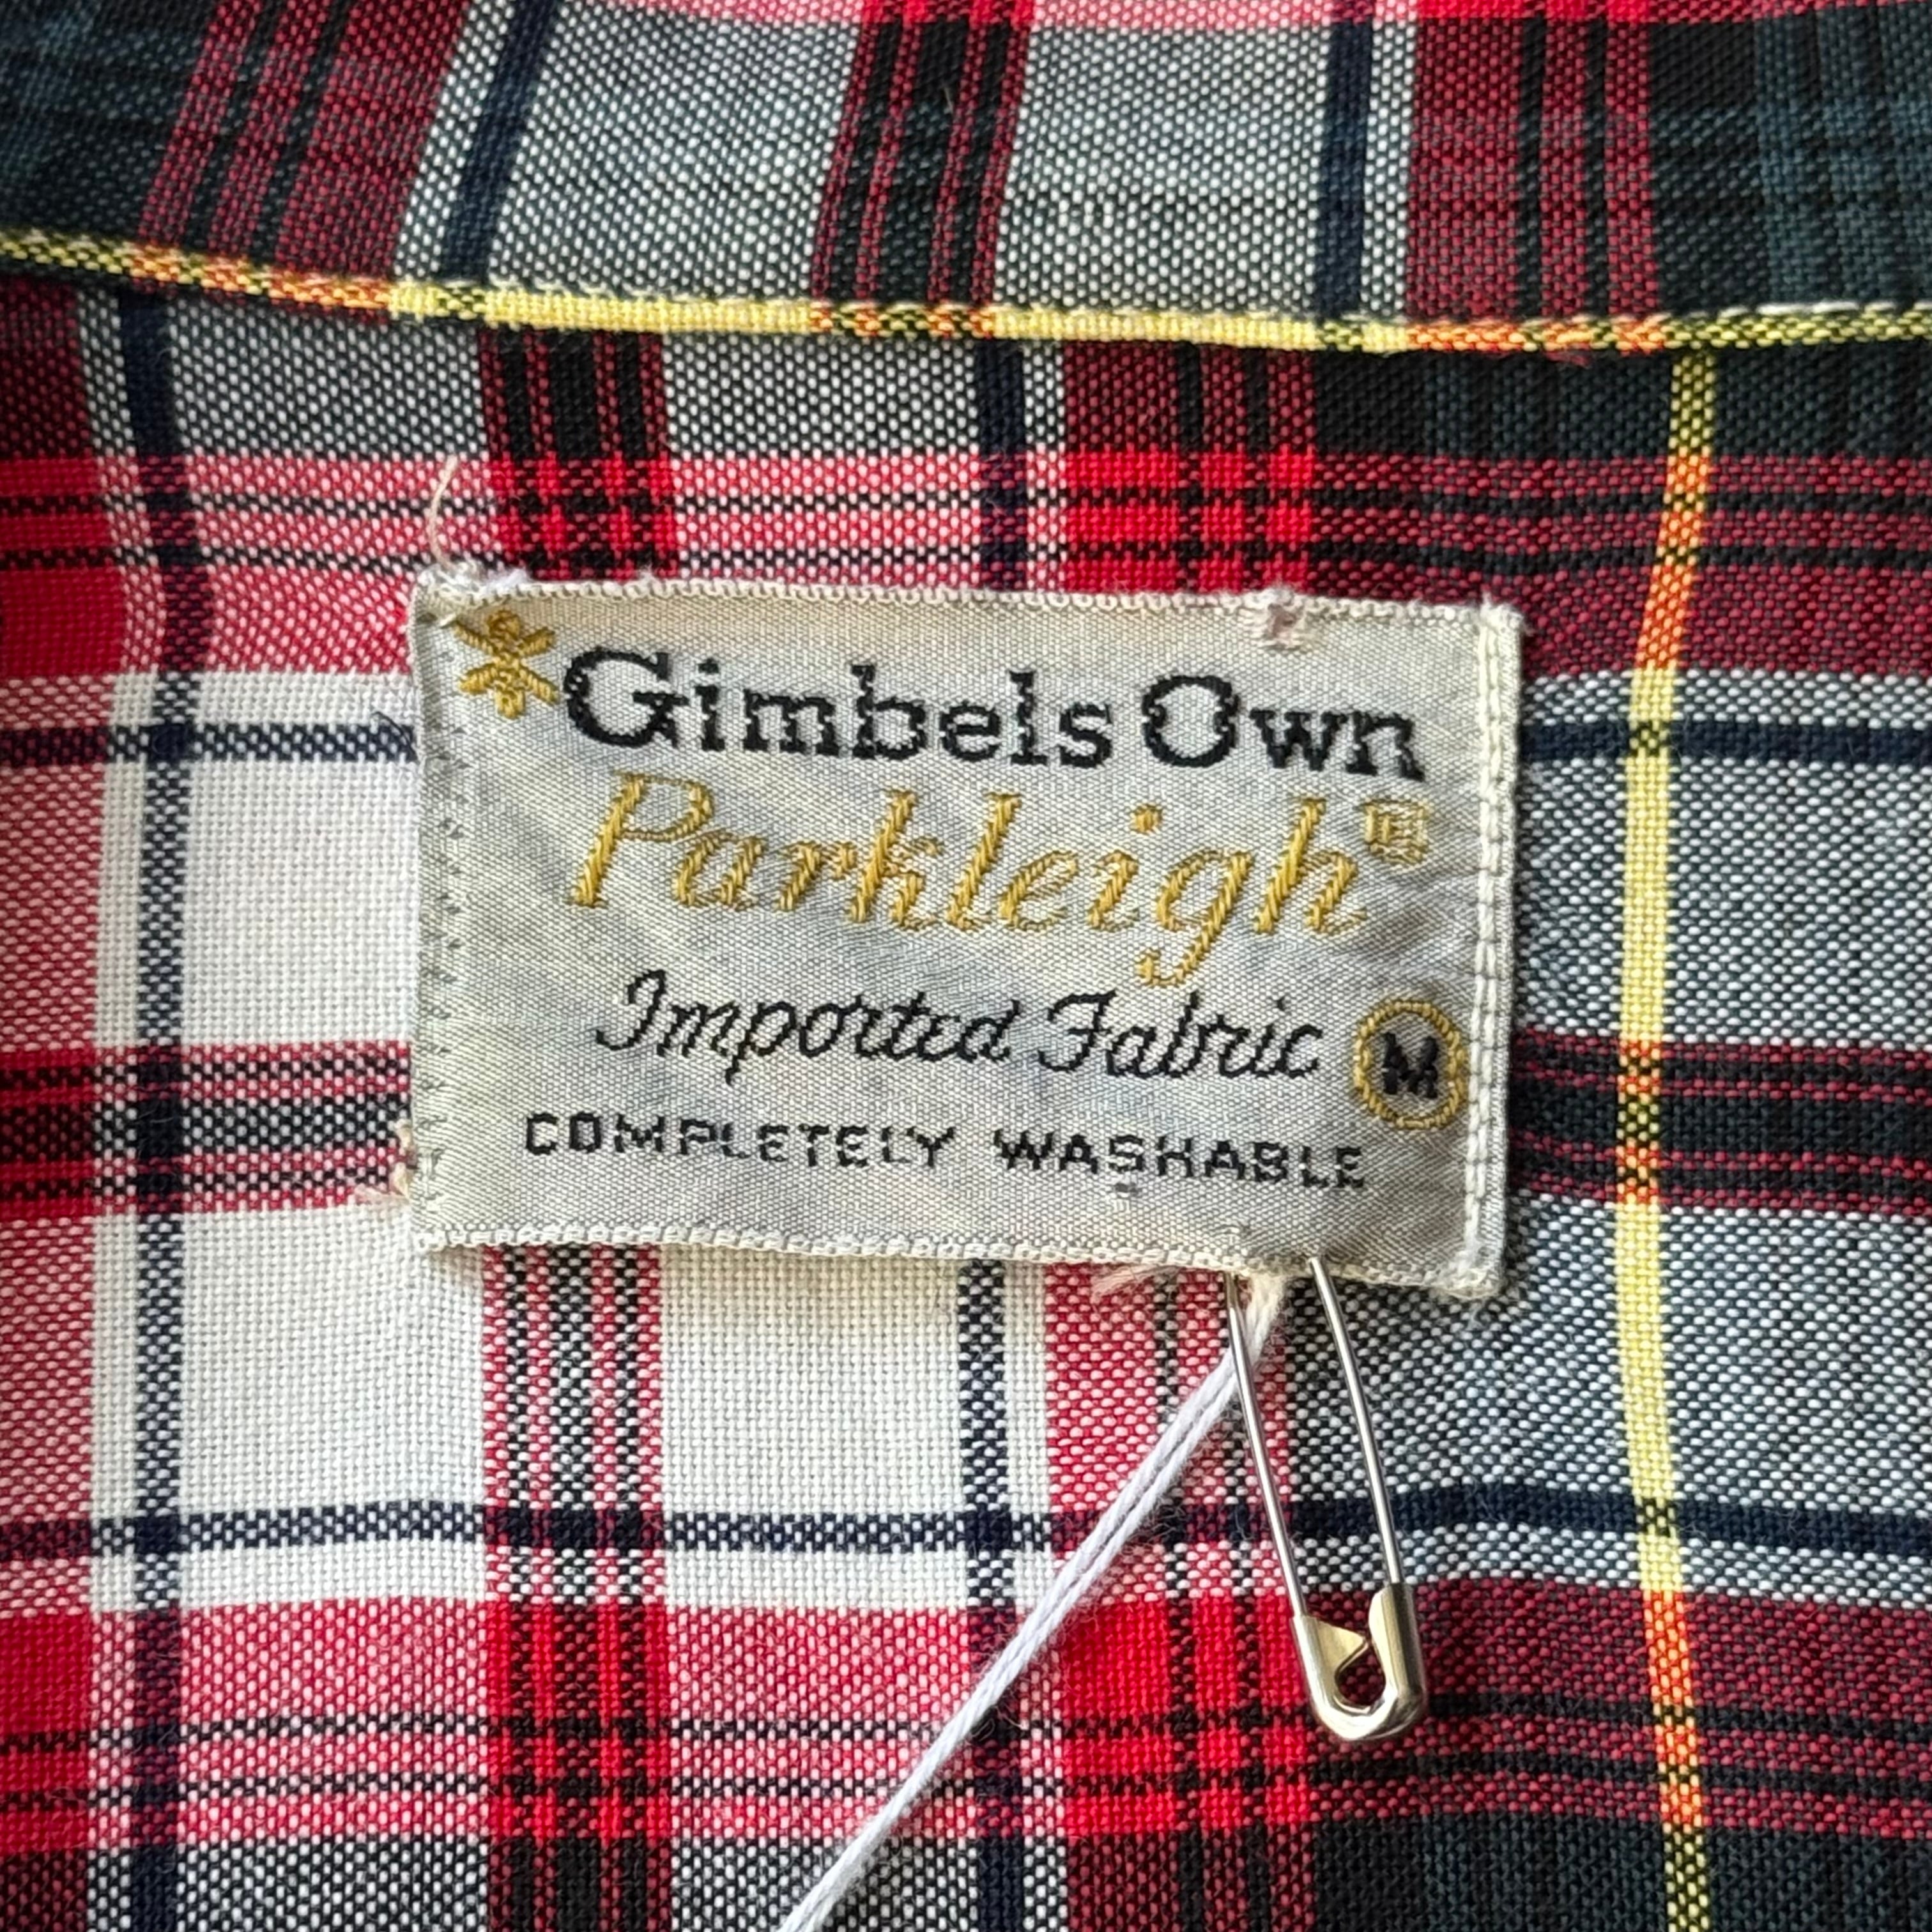 Gimbels Own
Parkleigh®
Imported Fabric M
COMPLETELY WASHABLE